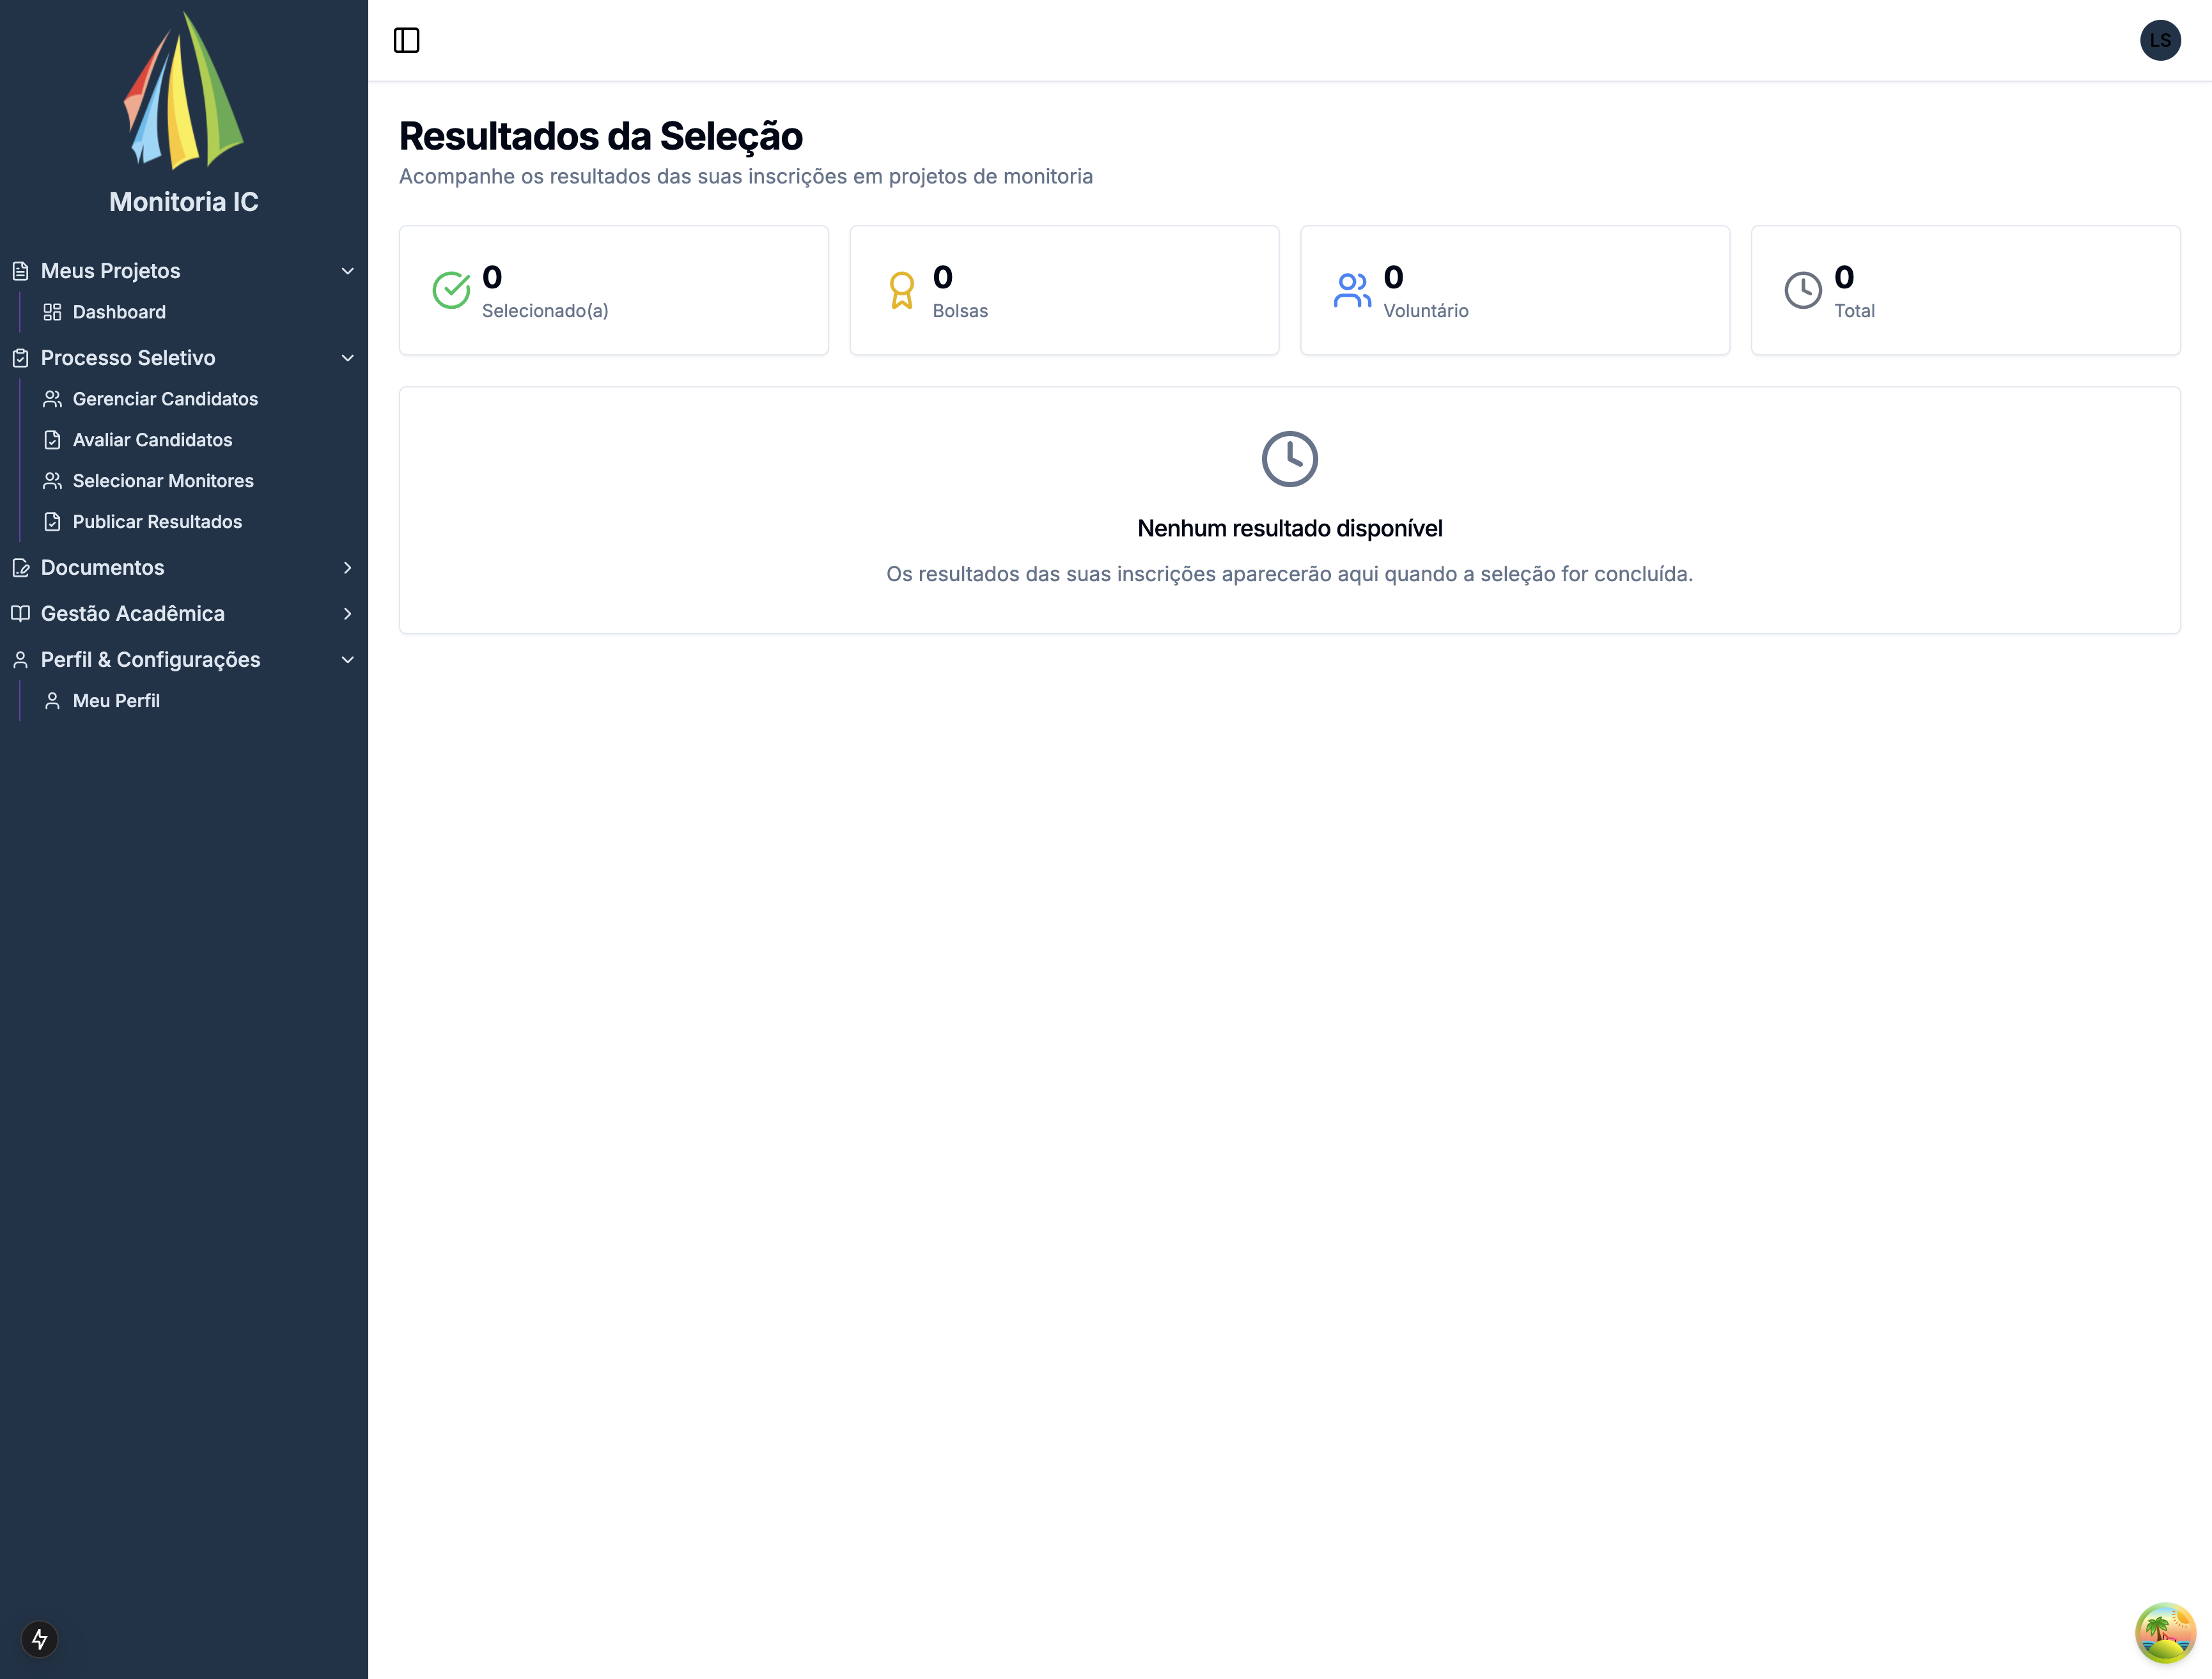 Monitoria IC
Meus Projetos
Dashboard
Processo Seletivo
Gerenciar Candidatos
Avaliar Candidatos
Selecionar Monitores
Publicar Resultados
Documentos
Gestão Acadêmica
Perfil & Configurações
Meu Perfil
LS
Resultados da Seleção
Acompanhe os resultados das suas inscrições em projetos de monitoria
0
Selecionado(a)
0
Bolsas
0
Voluntário
0
Total
Nenhum resultado disponível
Os resultados das suas inscrições aparecerão aqui quando a seleção for concluída.